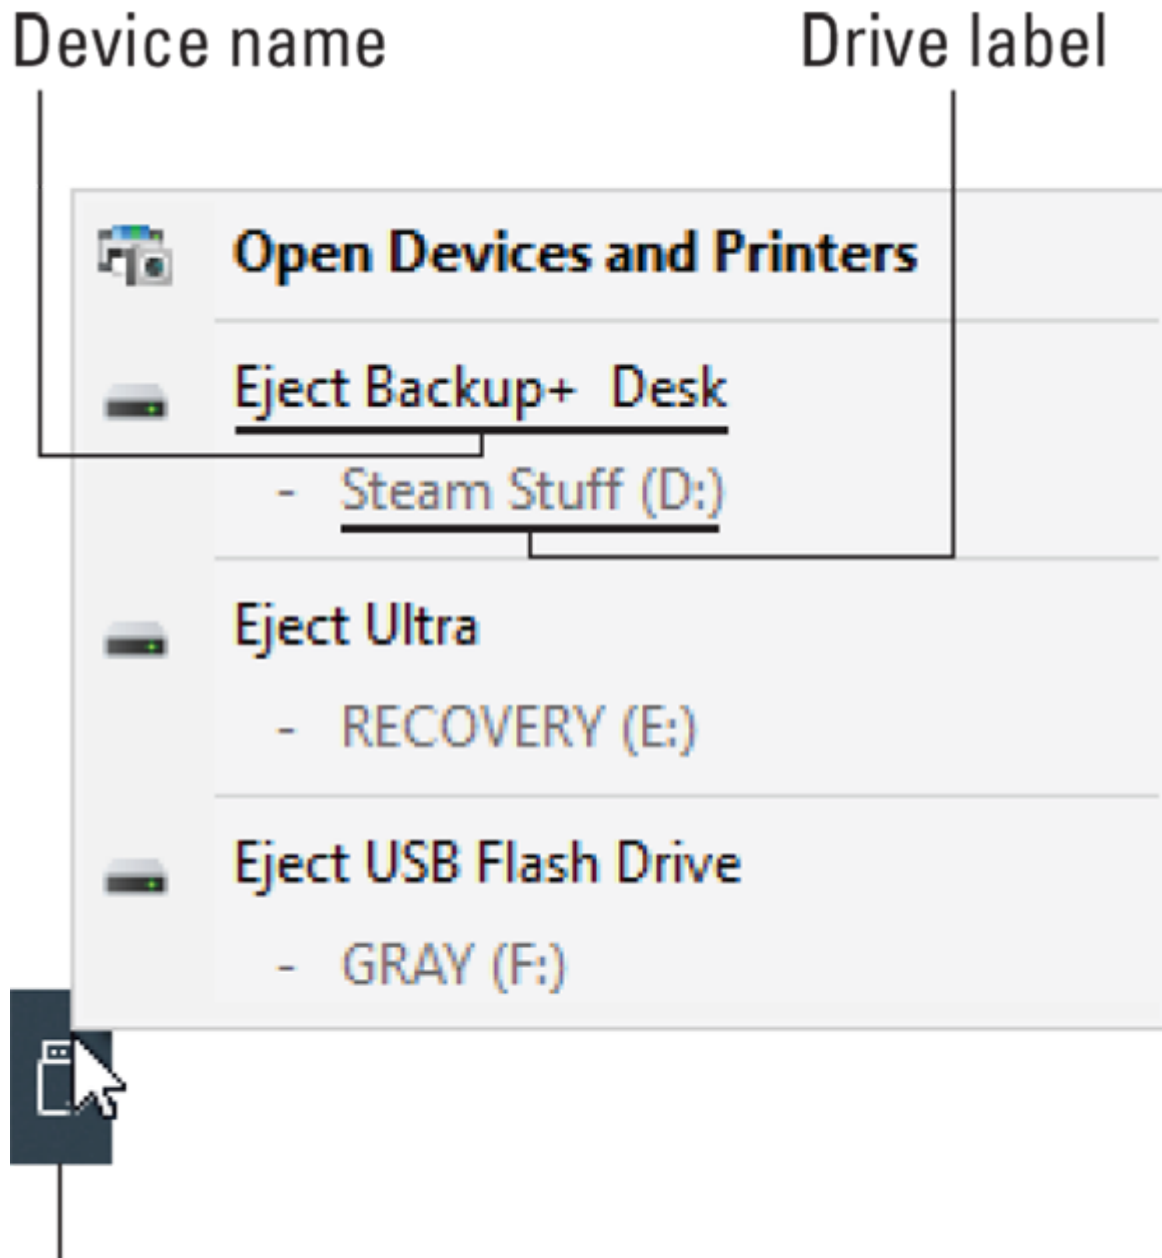 Device name
Drive label
Open Devices and Printers
Eject Backup+  Desk
- Steam Stuff (D:)
Eject Ultra
- RECOVERY (E:)
Eject USB Flash Drive
- GRAY (F:)